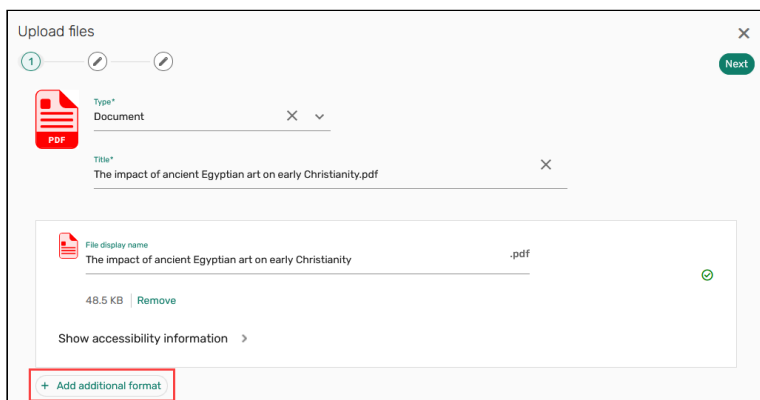 Upload files
1
Next
PDF
Type*
Document
Title*
The impact of ancient Egyptian art on early Christianity.pdf
File display name
The impact of ancient Egyptian art on early Christianity .pdf
48.5 KB | Remove
Show accessibility information >
+ Add additional format